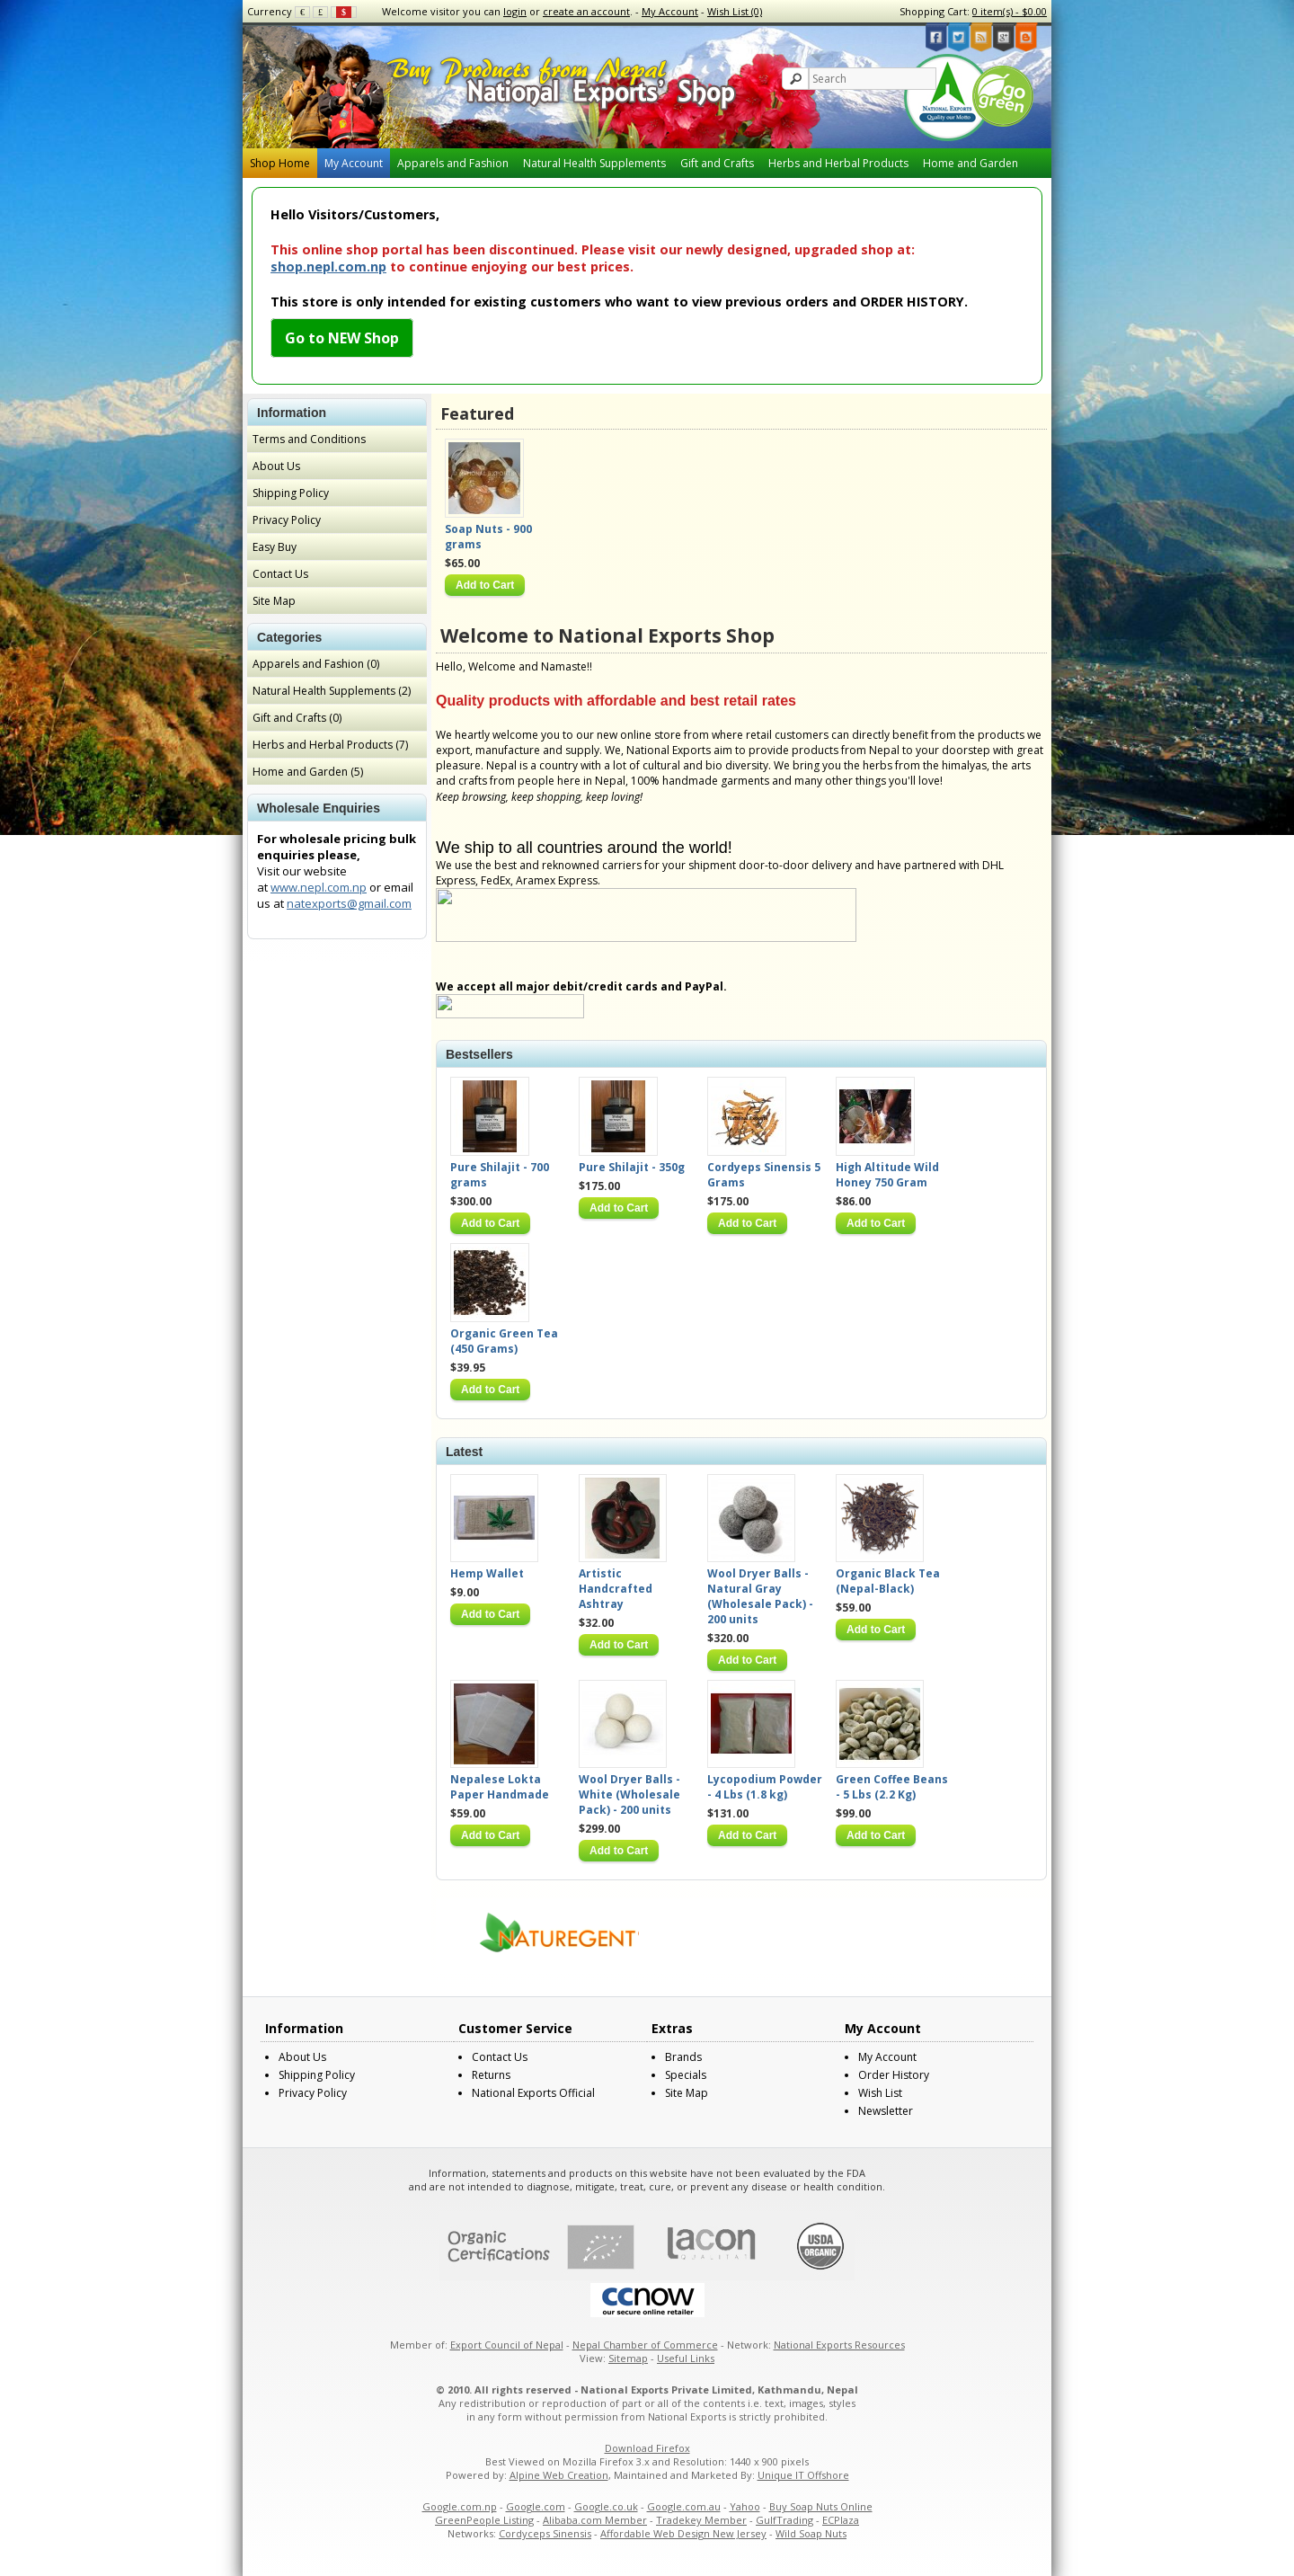 Currency € £ $ Welcome visitor you can login or create an account. - My Account - Wish List (0) Shopping Cart: 0 item(s) - $0.00
Buy Products from Nepal
National Exports' Shop
Search
NATIONAL EXPORTS
Quality our Motto
go green
Shop Home My Account Apparels and Fashion Natural Health Supplements Gift and Crafts Herbs and Herbal Products Home and Garden
Hello Visitors/Customers,
This online shop portal has been discontinued. Please visit our newly designed, upgraded shop at:
shop.nepl.com.np to continue enjoying our best prices.
This store is only intended for existing customers who want to view previous orders and ORDER HISTORY.
Go to NEW Shop
Information
Terms and Conditions
About Us
Shipping Policy
Privacy Policy
Easy Buy
Contact Us
Site Map
Categories
Apparels and Fashion (0)
Natural Health Supplements (2)
Gift and Crafts (0)
Herbs and Herbal Products (7)
Home and Garden (5)
Wholesale Enquiries
For wholesale pricing bulk
enquiries please,
Visit our website
at www.nepl.com.np or email
us at natexports@gmail.com
Featured
Soap Nuts - 900
grams
$65.00
Add to Cart
Welcome to National Exports Shop
Hello, Welcome and Namaste!!
Quality products with affordable and best retail rates
We heartly welcome you to our new online store from where retail customers can directly benefit from the products we
export, manufacture and supply. We, National Exports aim to provide products from Nepal to your doorstep with great
pleasure. Nepal is a country with a lot of cultural and bio diversity. We bring you the herbs from the himalyas, the arts
and crafts from people here in Nepal, 100% handmade garments and many other things you'll love!
Keep browsing, keep shopping, keep loving!
We ship to all countries around the world!
We use the best and reknowned carriers for your shipment door-to-door delivery and have partnered with DHL
Express, FedEx, Aramex Express.
We accept all major debit/credit cards and PayPal.
Bestsellers
Pure Shilajit - 700
grams
$300.00
Add to Cart
Pure Shilajit - 350g
$175.00
Add to Cart
Cordyeps Sinensis 5
Grams
$175.00
Add to Cart
High Altitude Wild
Honey 750 Gram
$86.00
Add to Cart
Organic Green Tea
(450 Grams)
$39.95
Add to Cart
Latest
Hemp Wallet
$9.00
Add to Cart
Artistic
Handcrafted
Ashtray
$32.00
Add to Cart
Wool Dryer Balls -
Natural Gray
(Wholesale Pack) -
200 units
$320.00
Add to Cart
Organic Black Tea
(Nepal-Black)
$59.00
Add to Cart
Nepalese Lokta
Paper Handmade
$59.00
Add to Cart
Wool Dryer Balls -
White (Wholesale
Pack) - 200 units
$299.00
Add to Cart
Lycopodium Powder
- 4 Lbs (1.8 kg)
$131.00
Add to Cart
Green Coffee Beans
- 5 Lbs (2.2 Kg)
$99.00
Add to Cart
NATUREGENT
Information
About Us
Shipping Policy
Privacy Policy
Customer Service
Contact Us
Returns
National Exports Official
Extras
Brands
Specials
Site Map
My Account
My Account
Order History
Wish List
Newsletter
Information, statements and products on this website have not been evaluated by the FDA
and are not intended to diagnose, mitigate, treat, cure, or prevent any disease or health condition.
Organic
Certifications
lacon
QUALITÄT
USDA
ORGANIC
CCNOW
our secure online retailer
Member of: Export Council of Nepal - Nepal Chamber of Commerce - Network: National Exports Resources
View: Sitemap - Useful Links
© 2010. All rights reserved - National Exports Private Limited, Kathmandu, Nepal
Any redistribution or reproduction of part or all of the contents i.e. text, images, styles
in any form without permission from National Exports is strictly prohibited.
Download Firefox
Best Viewed on Mozilla Firefox 3.x and Resolution: 1440 x 900 pixels
Powered by: Alpine Web Creation, Maintained and Marketed By: Unique IT Offshore
Google.com.np - Google.com - Google.co.uk - Google.com.au - Yahoo - Buy Soap Nuts Online
GreenPeople Listing - Alibaba.com Member - Tradekey Member - GulfTrading - ECPlaza
Networks: Cordyceps Sinensis - Affordable Web Design New Jersey - Wild Soap Nuts